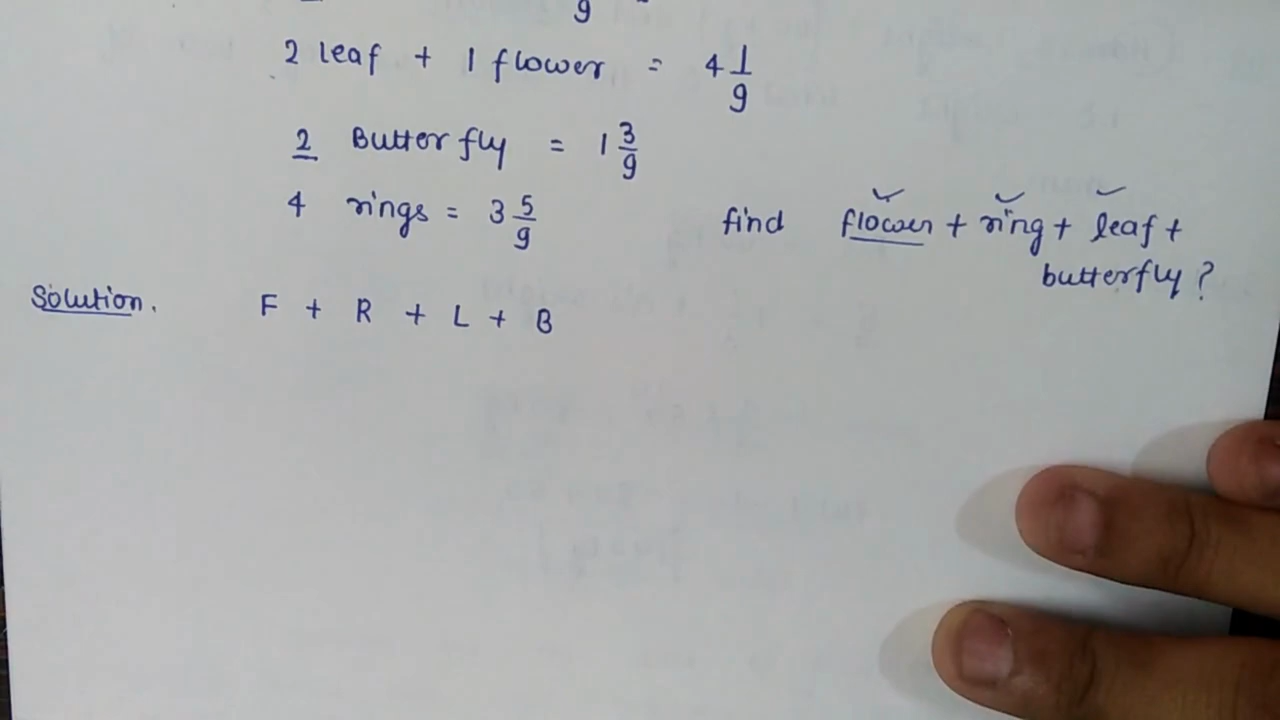 9
2 leaf + 1 flower = 4 1/9
2 Butterfly = 1 3/9
4 rings = 3 5/9
find flower + ring + leaf +
butterfly?
Solution. F + R + L + B